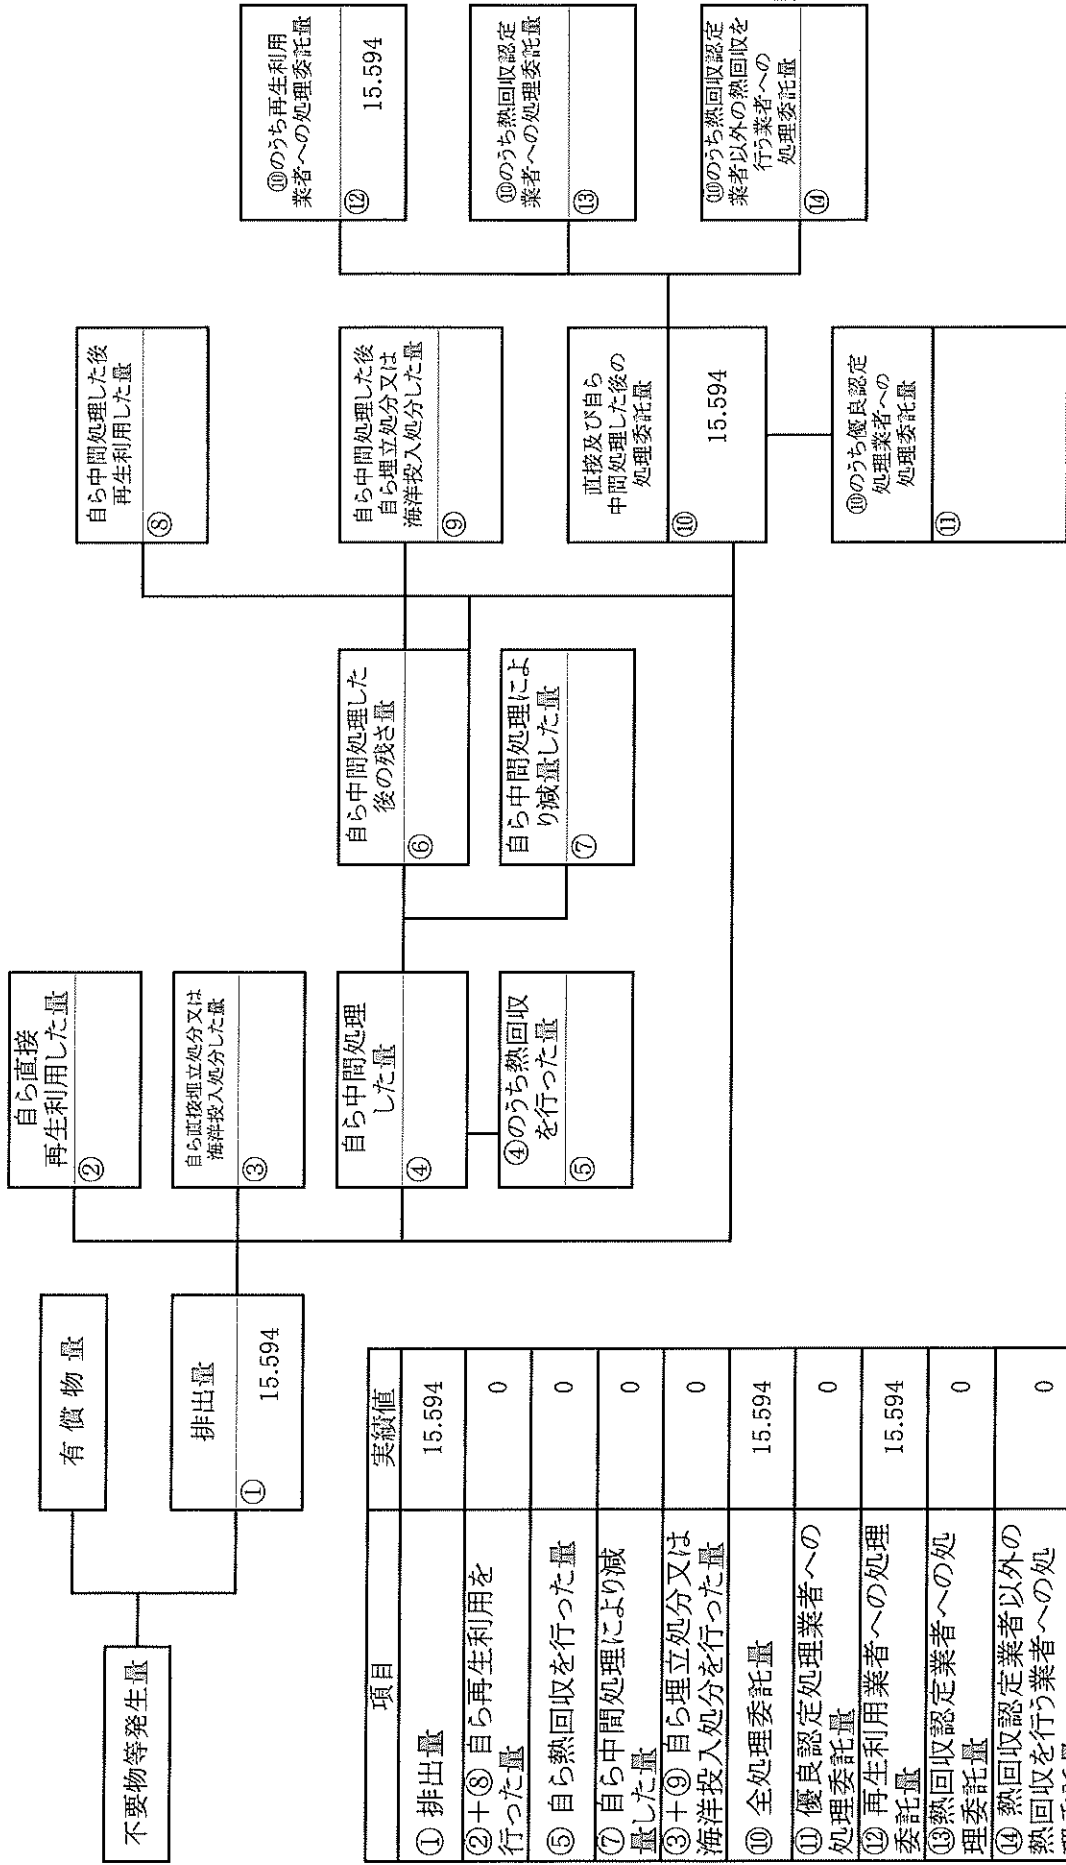 不要物等発生量
有償物量
排出量
①
15.594
自ら直接
再生利用した量
②
自ら直接埋立処分又は
海洋投入処分した量
③
自ら中間処理
した量
④
④のうち熱回収
を行った量
⑤
自ら中間処理した
後の残さ量
⑥
自ら中間処理によ
り減量した量
⑦
自ら中間処理した後
再生利用した量
⑧
自ら中間処理した後
自ら埋立処分又は
海洋投入処分した量
⑨
直接及び自ら
中間処理した後の
処理委託量
⑩
15.594
⑩のうち優良認定
処理業者への
処理委託量
⑪
⑩のうち再生利用
業者への処理委託量
⑫
15.594
⑩のうち熱回収認定
業者への処理委託量
⑬
⑩のうち熱回収認定
業者以外の熱回収を
行う業者への
処理委託量
⑭
項目 実績値
① 排出量 15.594
②+⑧ 自ら再生利用を
行った量 0
⑤ 自ら熱回収を行った量 0
⑦ 自ら中間処理により減
量した量 0
③+⑨ 自ら埋立処分又は
海洋投入処分を行った量 0
⑩ 全処理委託量 15.594
⑪ 優良認定処理業者への
処理委託量 0
⑫ 再生利用業者への処理
委託量 15.594
⑬熱回収認定業者への処
理委託量 0
⑭ 熱回収認定業者以外の
熱回収を行う業者への処 0